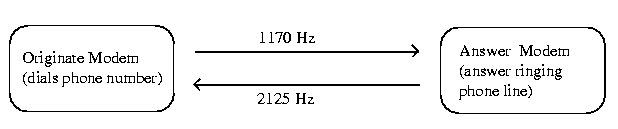 Originate Modem
(dials phone number)
1170 Hz
2125 Hz
Answer Modem
(answer ringing
phone line)